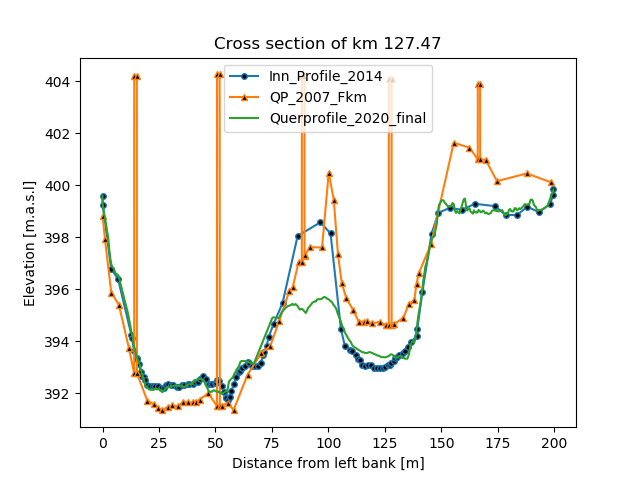 Cross section of km 127.47
Inn_Profile_2014
QP_2007_Fkm
Querprofile_2020_final
404
402
400
398
396
394
392
Elevation [m.a.s.l]
0 25 50 75 100 125 150 175 200
Distance from left bank [m]